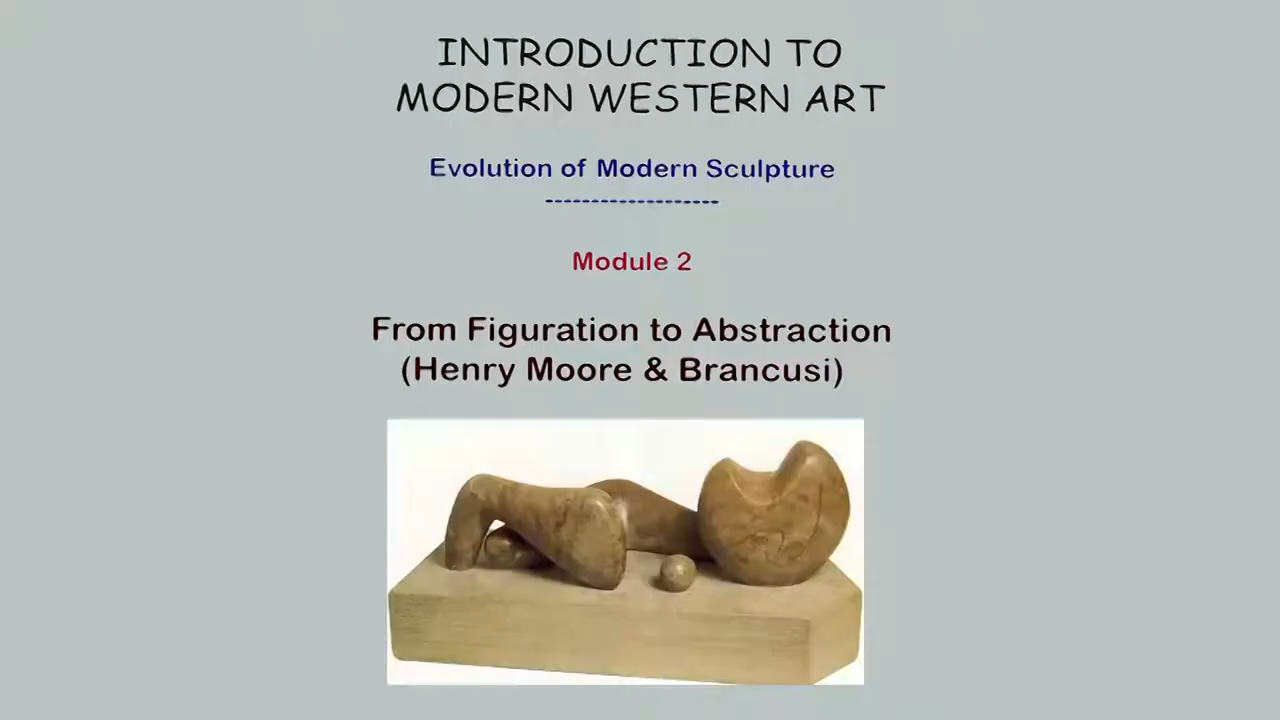 INTRODUCTION TO
MODERN WESTERN ART
Evolution of Modern Sculpture
--------------------
Module 2
From Figuration to Abstraction
(Henry Moore & Brancusi)